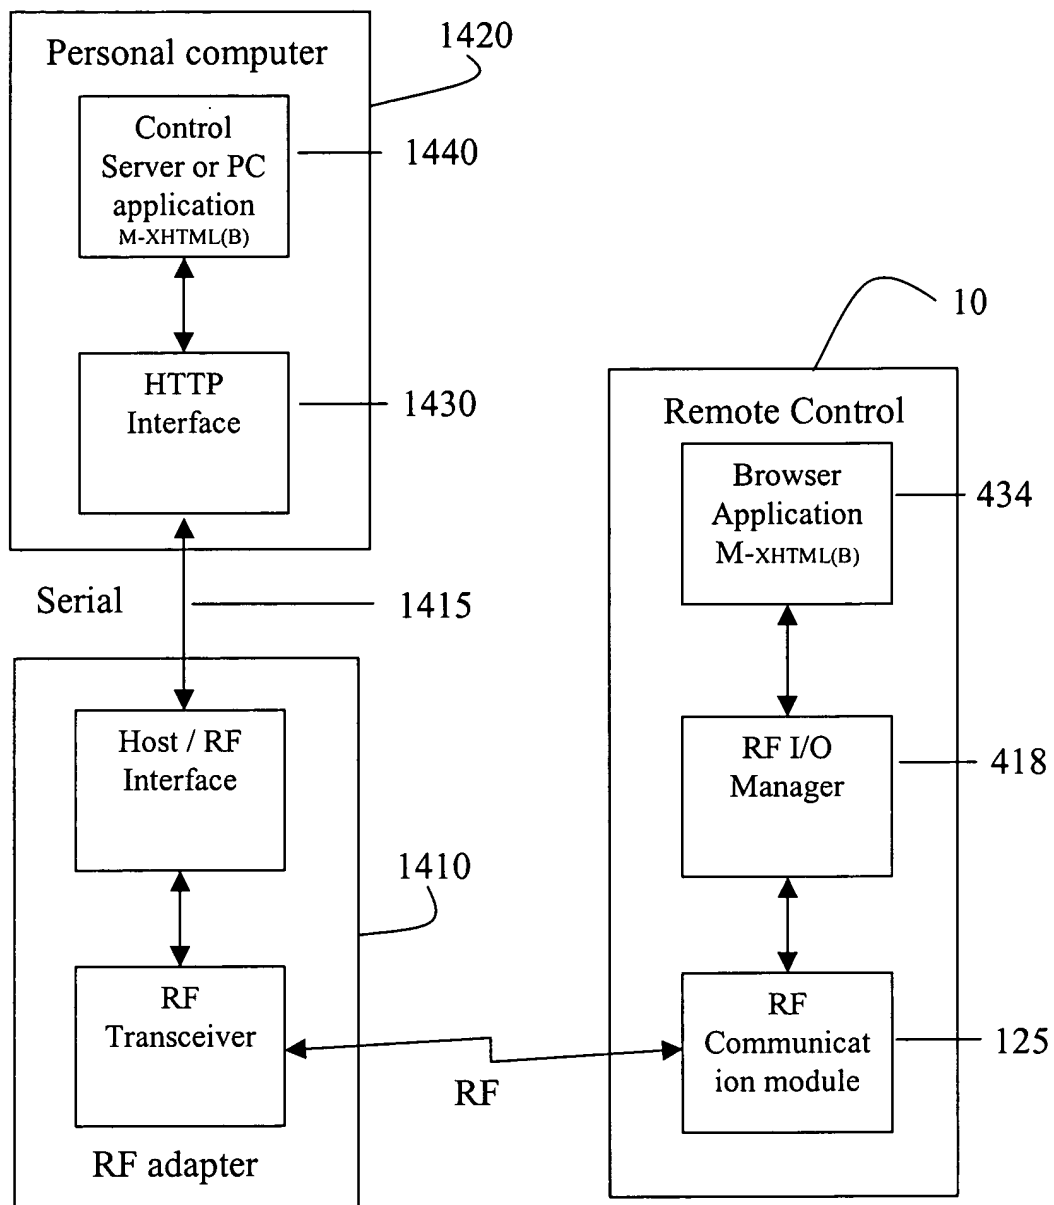 Personal computer
1420
Control
Server or PC
application
M-XHTML(B)
1440
HTTP
Interface
1430
Serial
1415
Host / RF
Interface
1410
RF
Transceiver
RF adapter
RF
10
Remote Control
Browser
Application
M-XHTML(B)
434
RF I/O
Manager
418
RF
Communicat
ion module
125